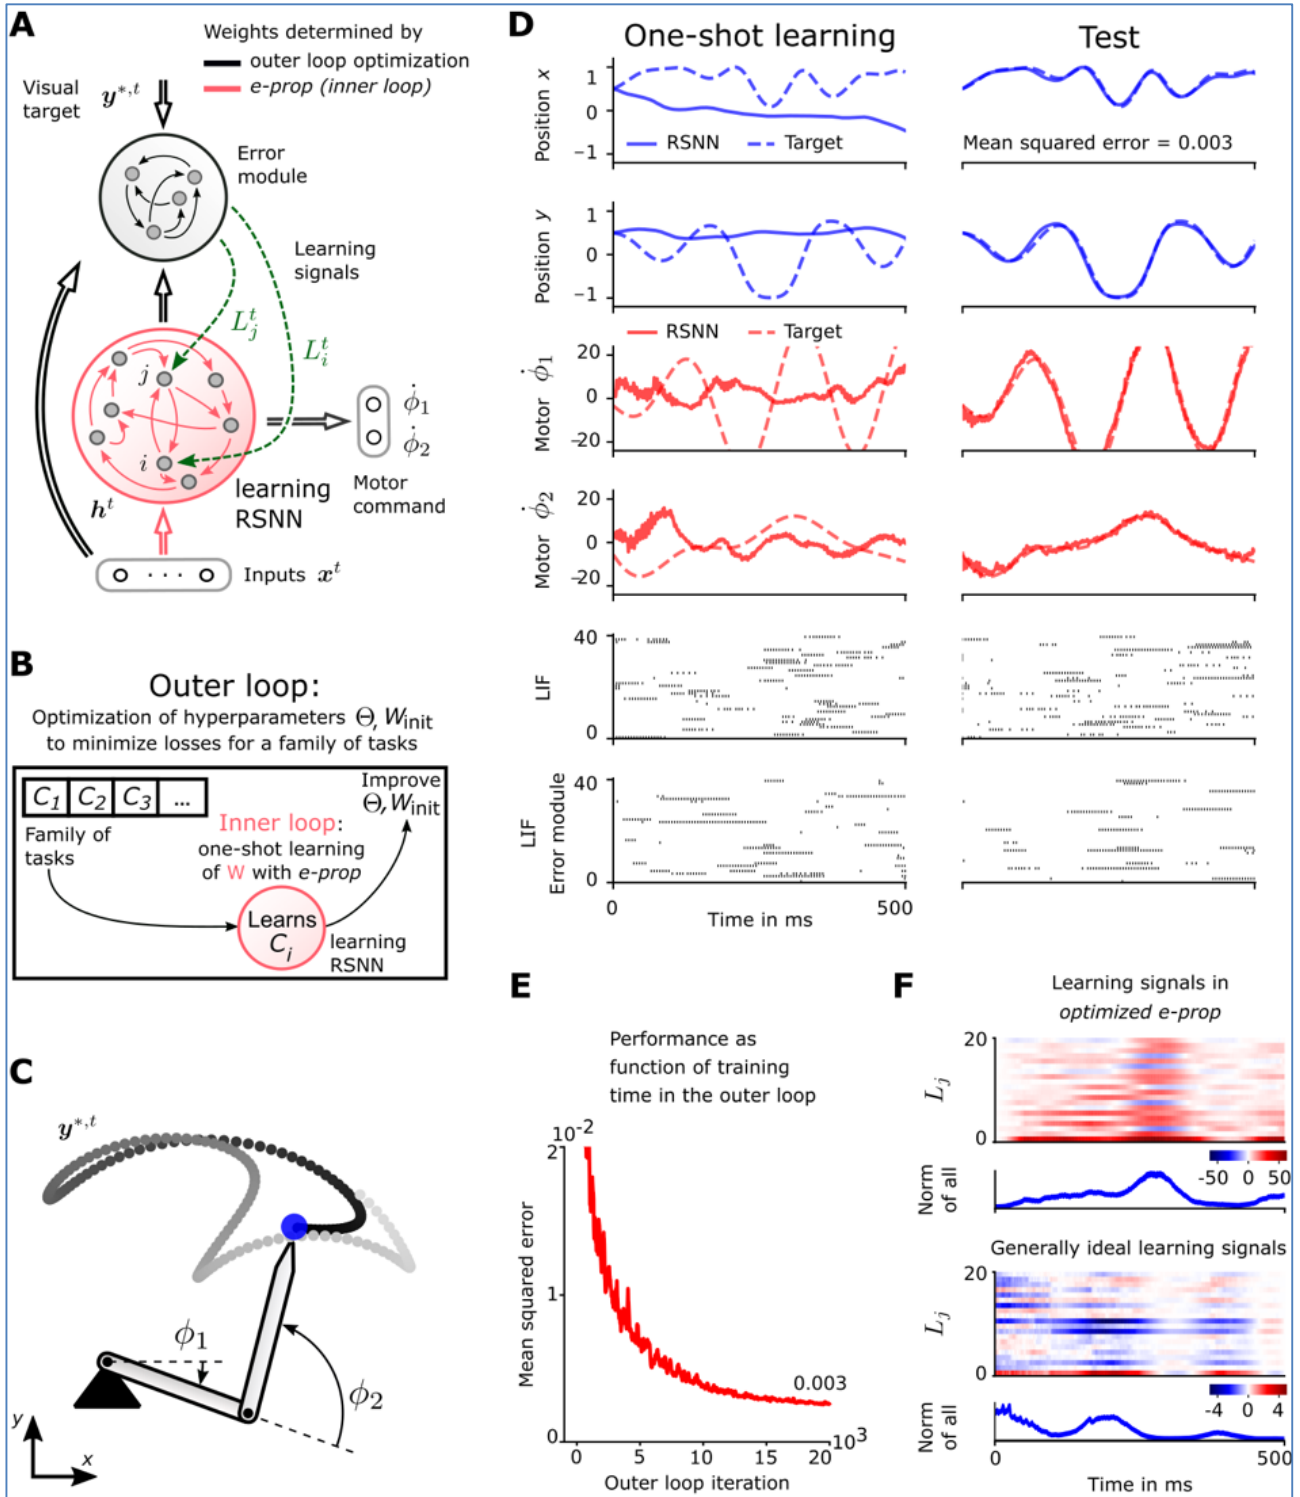 A
Weights determined by
outer loop optimization
e-prop (inner loop)
Visual
target
y*,t
Error
module
Learning
signals
L_j^t
L_i^t
j
i
ϕ̇1
ϕ̇2
Motor
command
learning
RSNN
h^t
Inputs x^t
B
Outer loop:
Optimization of hyperparameters Θ, W_init
to minimize losses for a family of tasks
C1 C2 C3 ...
Improve
Θ, W_init
Family of
tasks
Inner loop:
one-shot learning
of W with e-prop
Learns
C_i
learning
RSNN
C
y*,t
ϕ1
ϕ2
y
x
D
One-shot learning
Test
Position x
1
0
−1
RSNN
Target
Mean squared error = 0.003
Position y
1
0
−1
RSNN
Target
Motor ϕ̇1
20
0
−20
Motor ϕ̇2
20
0
−20
LIF
40
0
LIF
Error module
40
0
0
500
Time in ms
E
Performance as
function of training
time in the outer loop
10-2
2
1
0
Mean squared error
0.003
10^3
0 5 10 15 20
Outer loop iteration
F
Learning signals in
optimized e-prop
20
L_j
0
-50 0 50
Norm
of all
Generally ideal learning signals
20
L_j
0
-4 0 4
Norm
of all
0
500
Time in ms